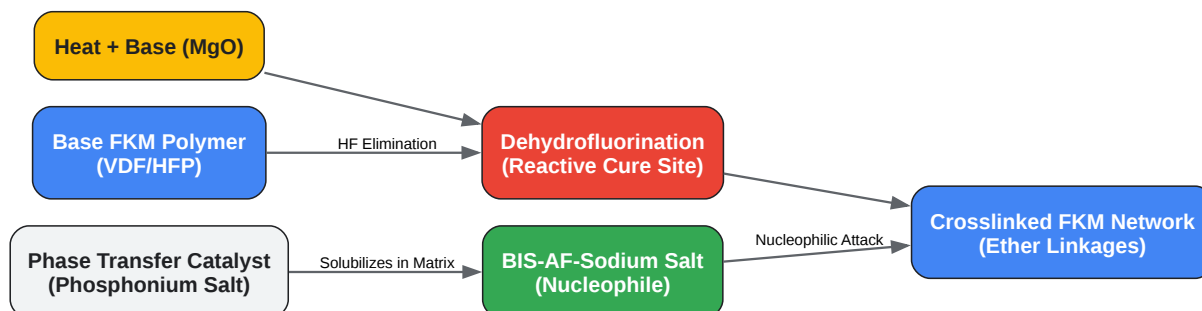 Heat + Base (MgO)
Base FKM Polymer
(VDF/HFP)
HF Elimination
Dehydrofluorination
(Reactive Cure Site)
Phase Transfer Catalyst
(Phosphonium Salt)
Solubilizes in Matrix
BIS-AF-Sodium Salt
(Nucleophile)
Nucleophilic Attack
Crosslinked FKM Network
(Ether Linkages)